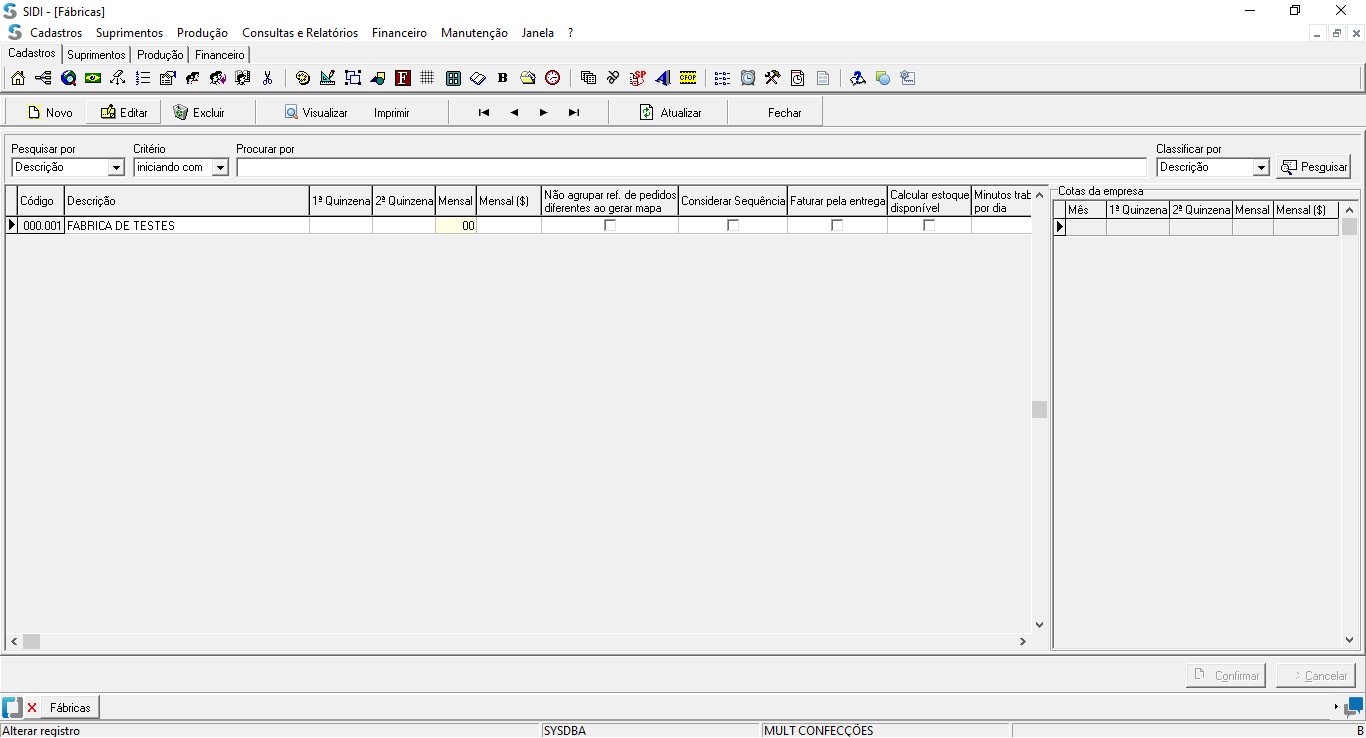 SIDI - [Fábricas]
Cadastros Suprimentos Produção Consultas e Relatórios Financeiro Manutenção Janela ?
Cadastros Suprimentos Produção Financeiro
F B SP CFOP
Novo Editar Excluir Visualizar Imprimir Atualizar Fechar
Pesquisar por Critério Procurar por Classificar por
Descrição iniciando com Descrição Pesquisar
Cotas da empresa
Código Descrição 1ª Quinzena 2ª Quinzena Mensal Mensal ($) Não agrupar ref. de pedidos diferentes ao gerar mapa Considerar Sequência Faturar pela entrega Calcular estoque disponível Minutos trab por dia
Mês 1ª Quinzena 2ª Quinzena Mensal Mensal ($)
000.001 FABRICA DE TESTES 00
Confirmar Cancelar
Fábricas
Alterar registro SYSDBA MULT CONFECÇÕES B